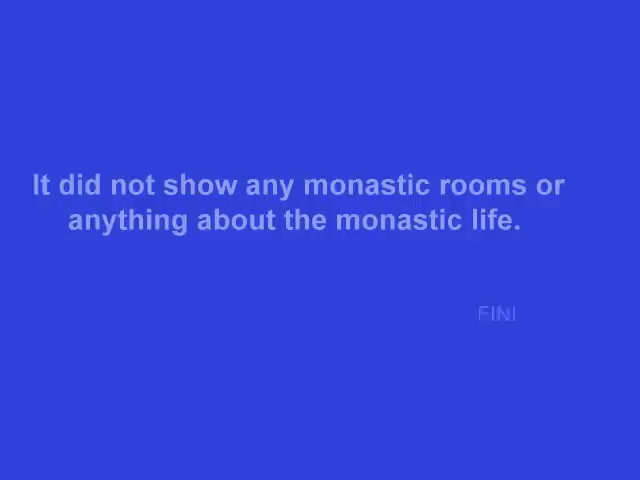 It did not show any monastic rooms or
anything about the monastic life.
FINI